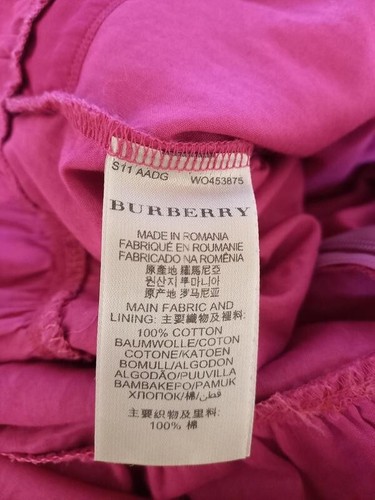 S11 AADG WO453875
BURBERRY
MADE IN ROMANIA
FABRIQUÉ EN ROUMANIE
FABRICADO NA ROMÊNIA
原產地 羅馬尼亞
원산지 루마니아
原产地 罗马尼亚
MAIN FABRIC AND
LINING: 主要織物及裡料:
100% COTTON
BAUMWOLLE/COTON
COTONE/KATOEN
BOMULL/ALGODON
ALGODÃO/PUUVILLA
BAMBAKEPO/PAMUK
ХЛОПОК/棉/قطن
主要织物及里料:
100% 棉